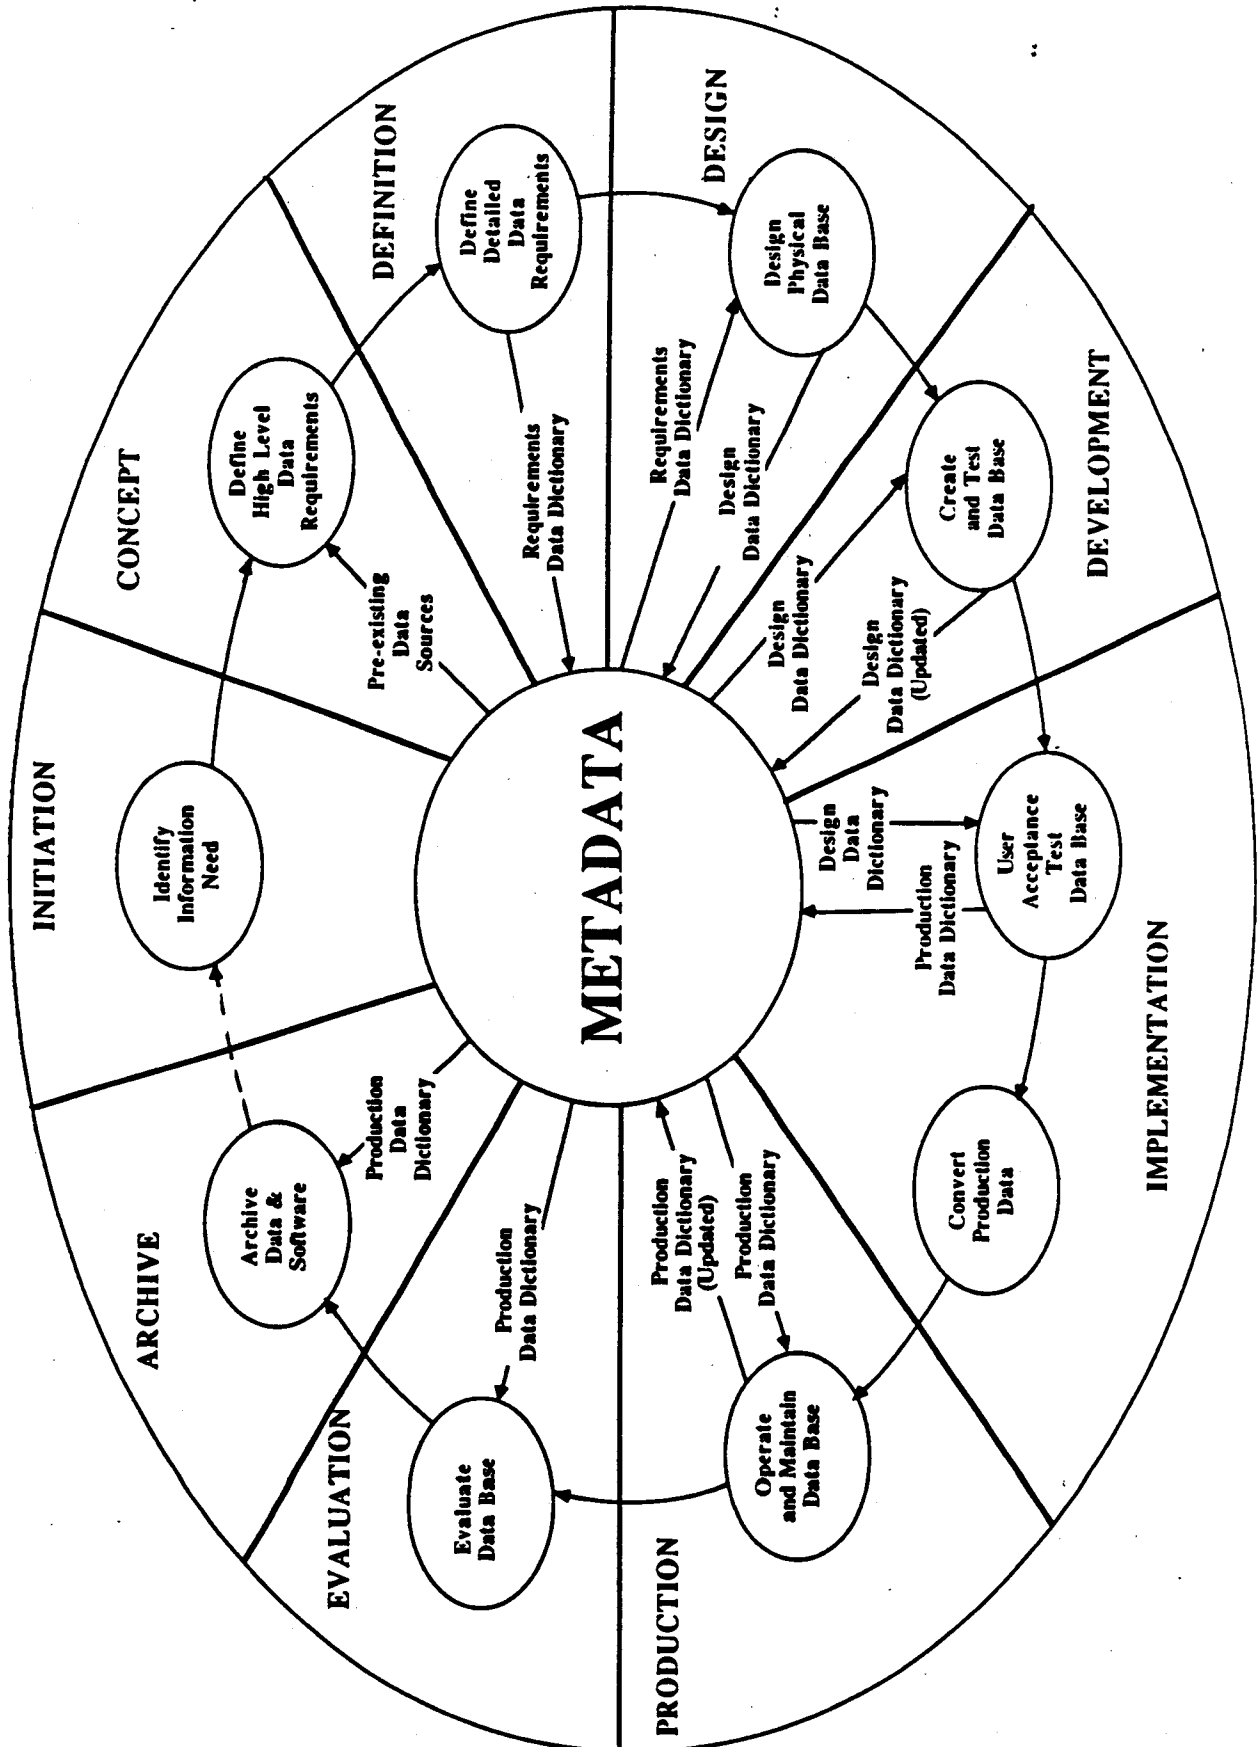 INITIATION
Identify
Information
Need
CONCEPT
Define
High Level
Data
Requirements
Pre-existing
Data
Sources
DEFINITION
Define
Detailed
Data
Requirements
Requirements
Data Dictionary
DESIGN
Design
Physical
Data Base
Requirements
Data Dictionary
Design
Data Dictionary
DEVELOPMENT
Create
and Test
Data Base
Design
Data Dictionary
Design
Data Dictionary
(Updated)
IMPLEMENTATION
User
Acceptance
Test
Data Base
Design
Data
Dictionary
Production
Data Dictionary
Convert
Production
Data
PRODUCTION
Operate
and Maintain
Data Base
Production
Data Dictionary
(Updated)
Production
Data Dictionary
EVALUATION
Evaluate
Data Base
Production
Data Dictionary
ARCHIVE
Archive
Data &
Software
Production
Data
Dictionary
METADATA